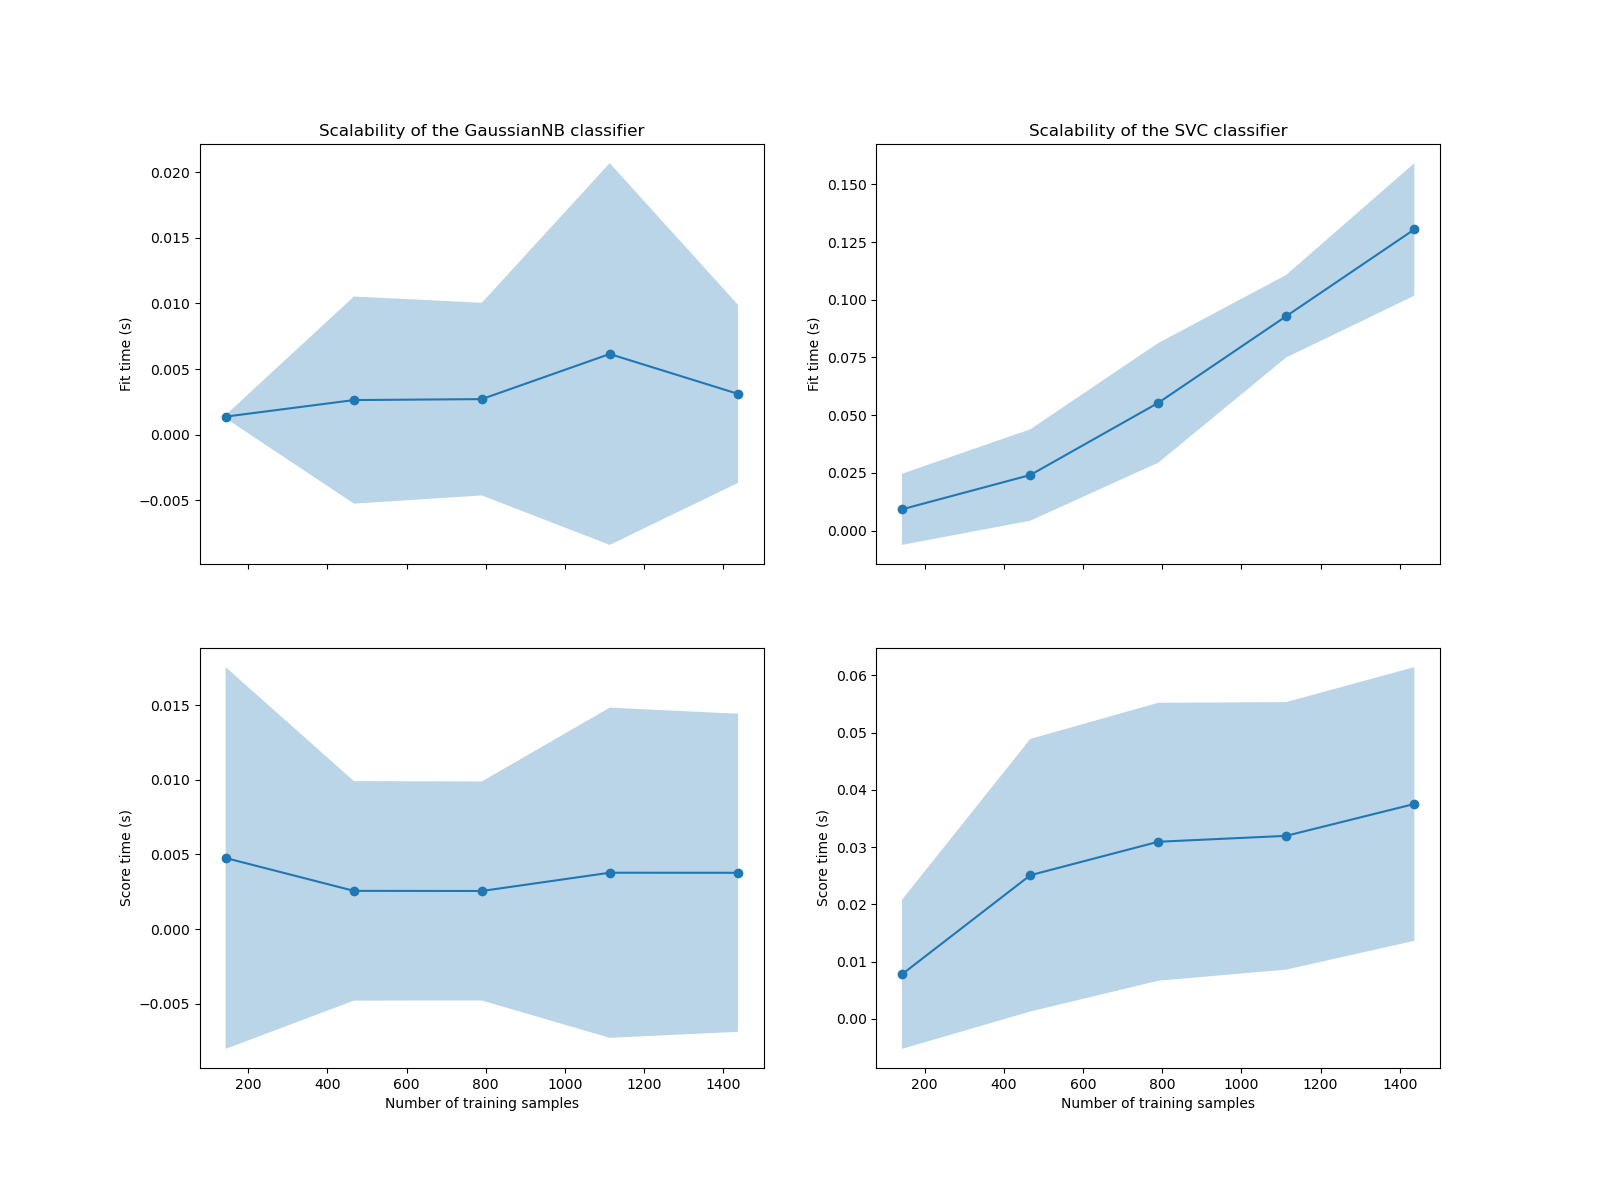 Scalability of the GaussianNB classifier
Fit time (s)
0.020
0.015
0.010
0.005
0.000
−0.005
Scalability of the SVC classifier
Fit time (s)
0.150
0.125
0.100
0.075
0.050
0.025
0.000
Score time (s)
0.015
0.010
0.005
0.000
−0.005
200 400 600 800 1000 1200 1400
Number of training samples
Score time (s)
0.06
0.05
0.04
0.03
0.02
0.01
0.00
200 400 600 800 1000 1200 1400
Number of training samples